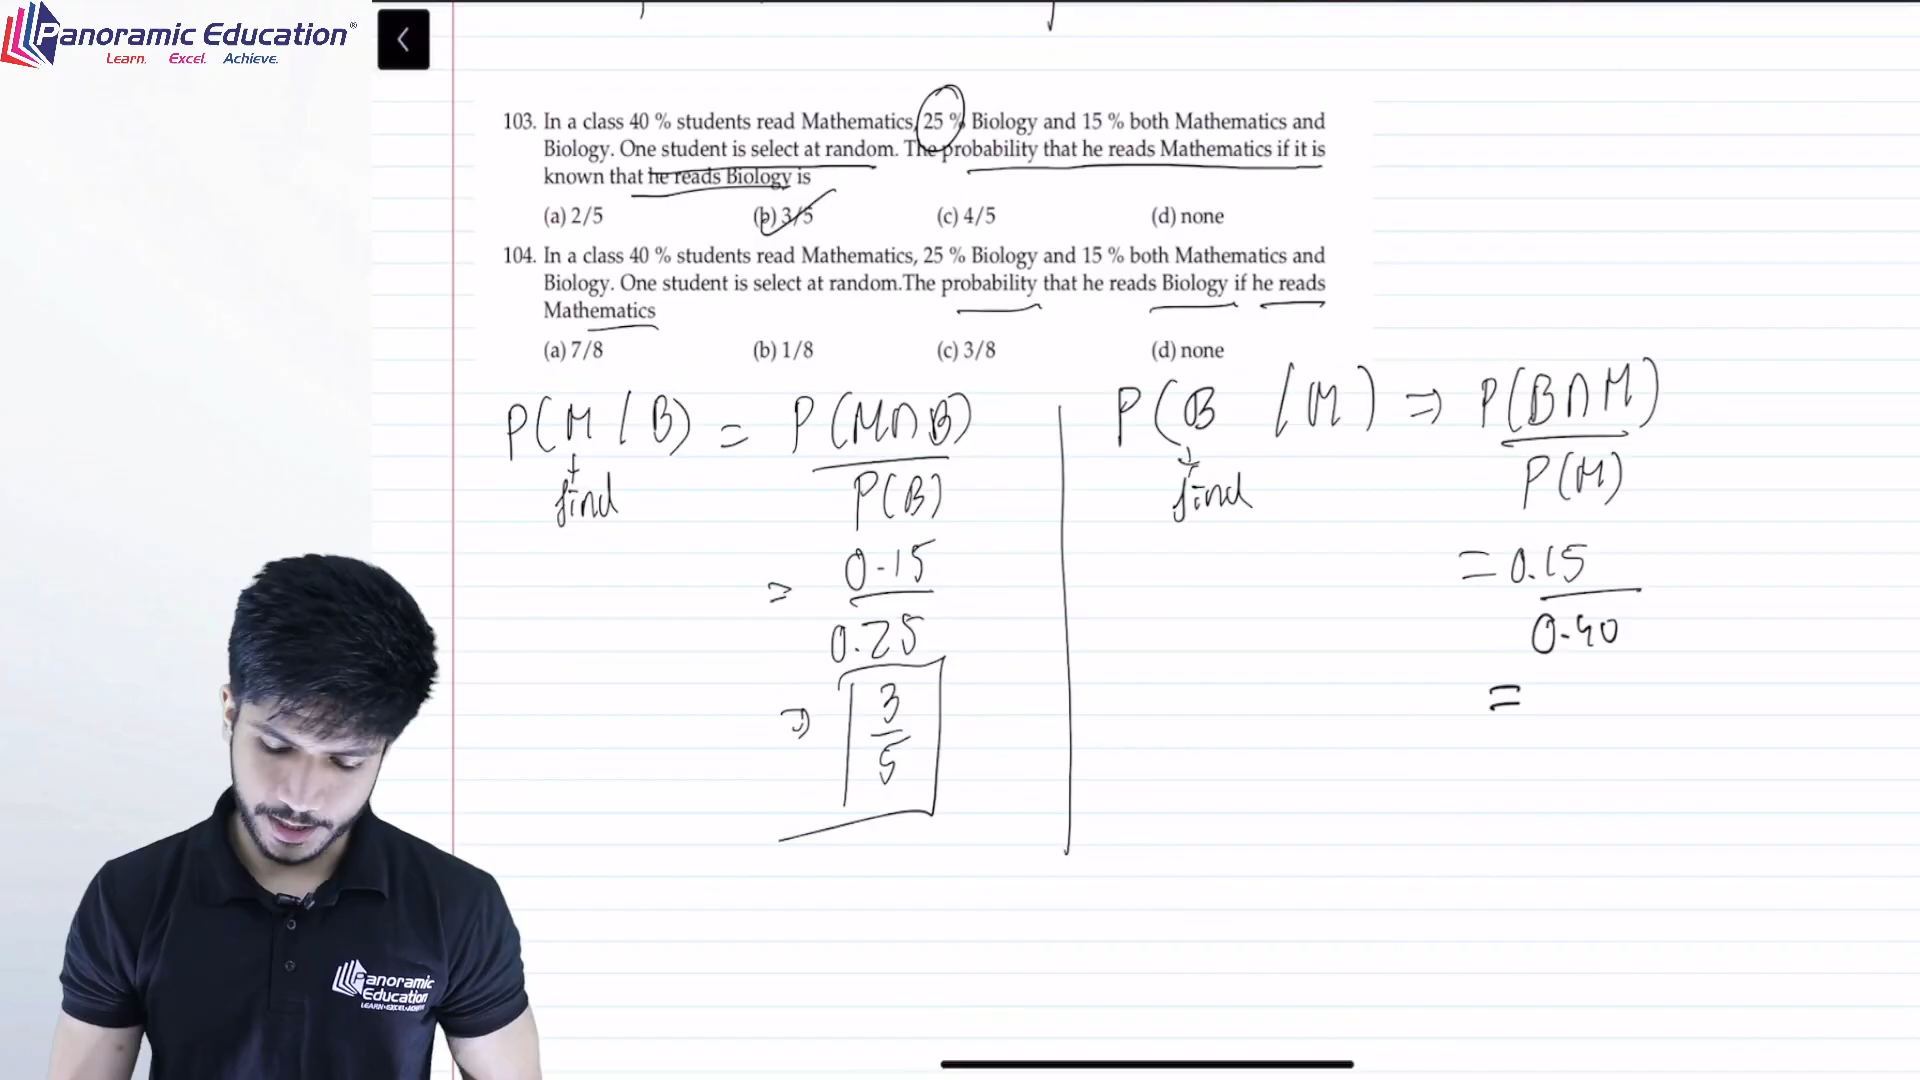 Panoramic Education®
Learn. Excel. Achieve.
103. In a class 40 % students read Mathematics, 25 % Biology and 15 % both Mathematics and
Biology. One student is select at random. The probability that he reads Mathematics if it is
known that he reads Biology is
(a) 2/5 (b) 3/5 (c) 4/5 (d) none
104. In a class 40 % students read Mathematics, 25 % Biology and 15 % both Mathematics and
Biology. One student is select at random.The probability that he reads Biology if he reads
Mathematics
(a) 7/8 (b) 1/8 (c) 3/8 (d) none
P(M / B) = P(M∩B)
P(B)
find
= 0.15
0.25
⇒ 3
5
P(B / M) ⇒ P(B∩M)
P(M)
find
= 0.15
0.40
=
Panoramic
Education
LEARN•EXCEL•ACHIEVE